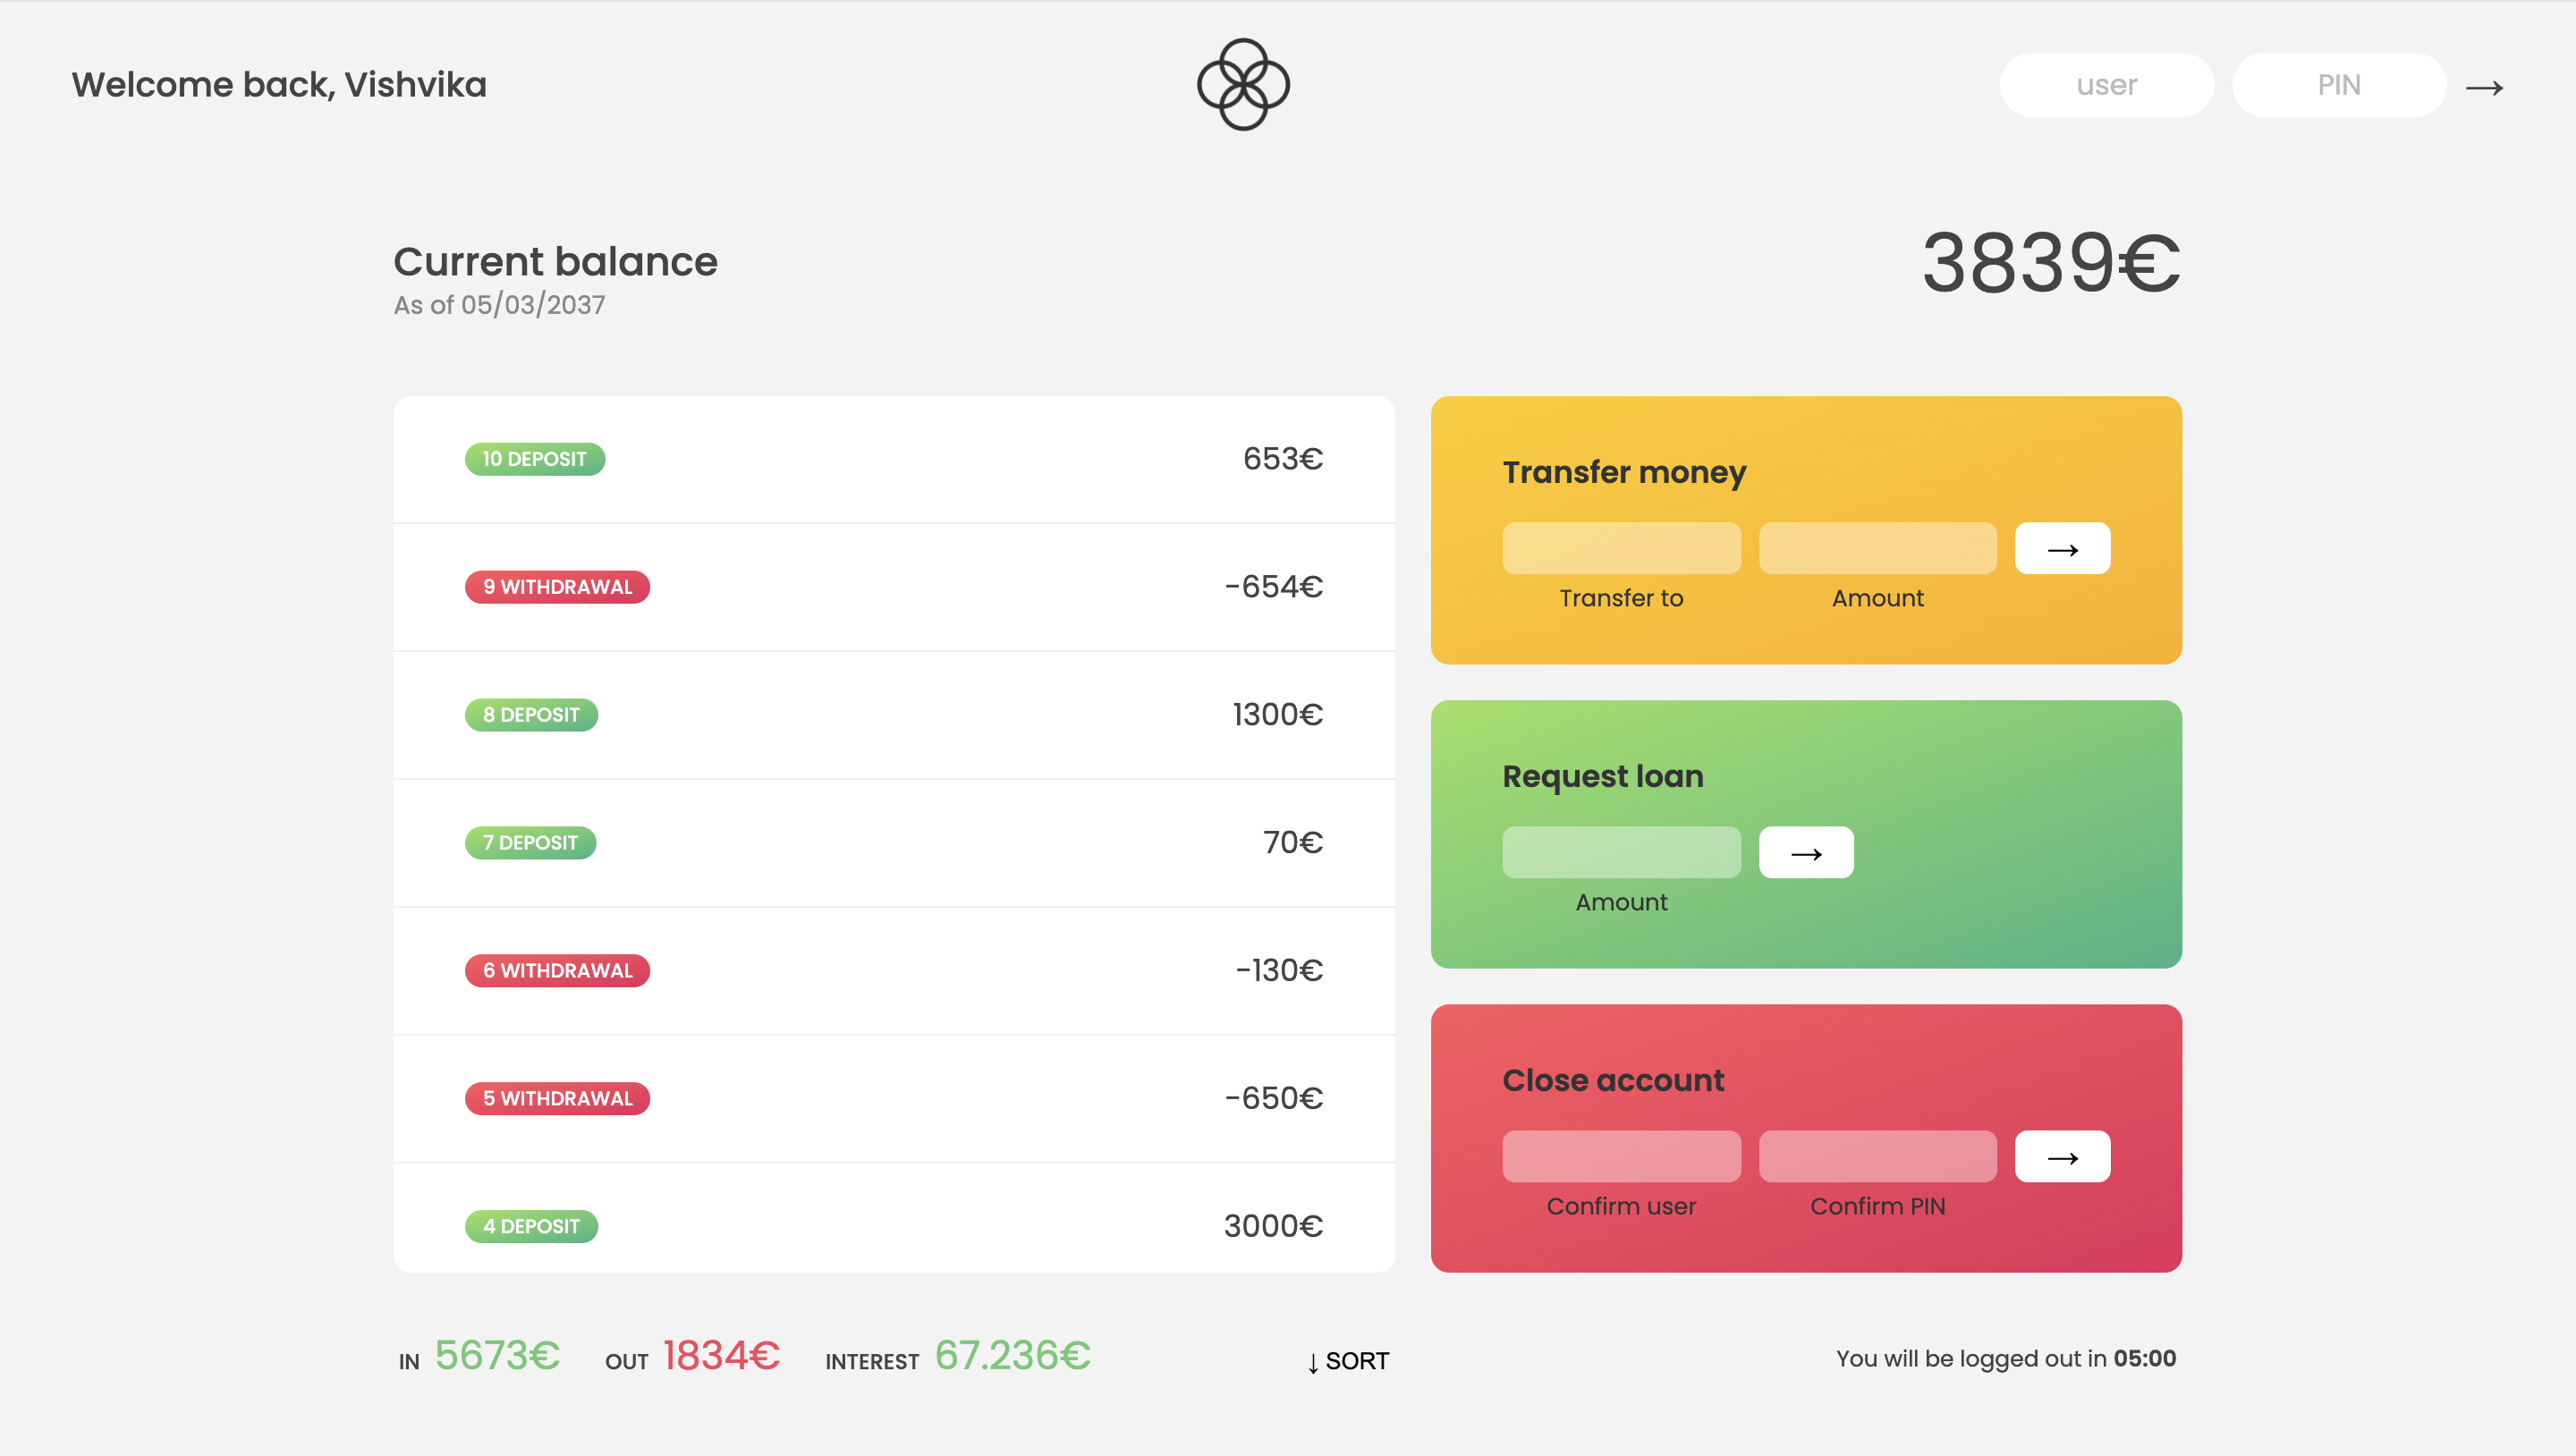 Welcome back, Vishvika
user
PIN
→
Current balance
As of 05/03/2037
3839€
10 DEPOSIT 653€
9 WITHDRAWAL -654€
8 DEPOSIT 1300€
7 DEPOSIT 70€
6 WITHDRAWAL -130€
5 WITHDRAWAL -650€
4 DEPOSIT 3000€
Transfer money
→
Transfer to Amount
Request loan
→
Amount
Close account
→
Confirm user Confirm PIN
IN 5673€ OUT 1834€ INTEREST 67.236€ ↓ SORT
You will be logged out in 05:00